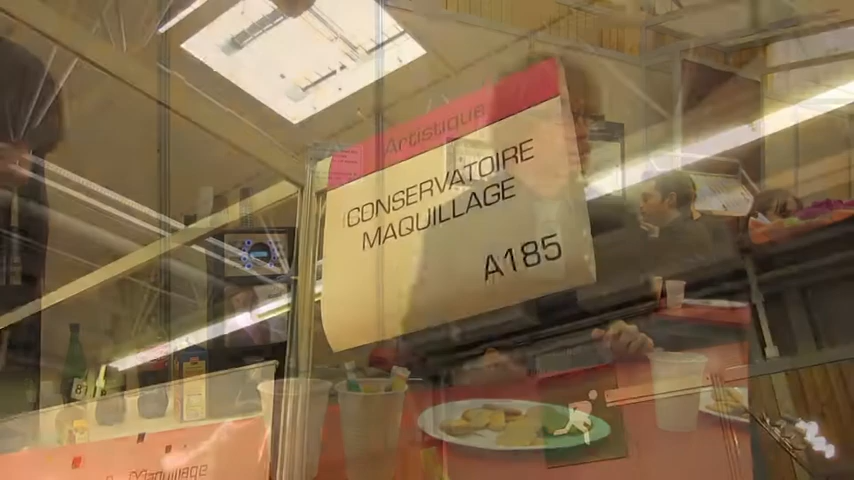 Artistique
CONSERVATOIRE
MAQUILLAGE
A185
Maquillage